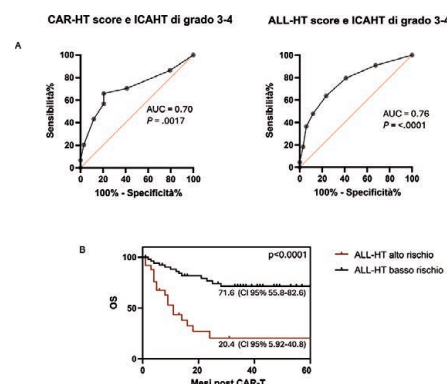 CAR-HT score e ICAHT di grado 3-4
ALL-HT score e ICAHT di grado 3-4
A
Sensibilità%
100
80
60
40
20
0
0 20 40 60 80 100
100% - Specificità%
AUC = 0.70
P = .0017
Sensibilità%
100
80
60
40
20
0
0 20 40 60 80 100
100% - Specificità%
AUC = 0.76
P = <.0001
B
OS
100
50
0
0 20 40 60
Mesi post CAR-T
p<0.0001
71.6 (CI 95% 55.8-82.6)
20.4 (CI 95% 5.92-40.8)
ALL-HT alto rischio
ALL-HT basso rischio